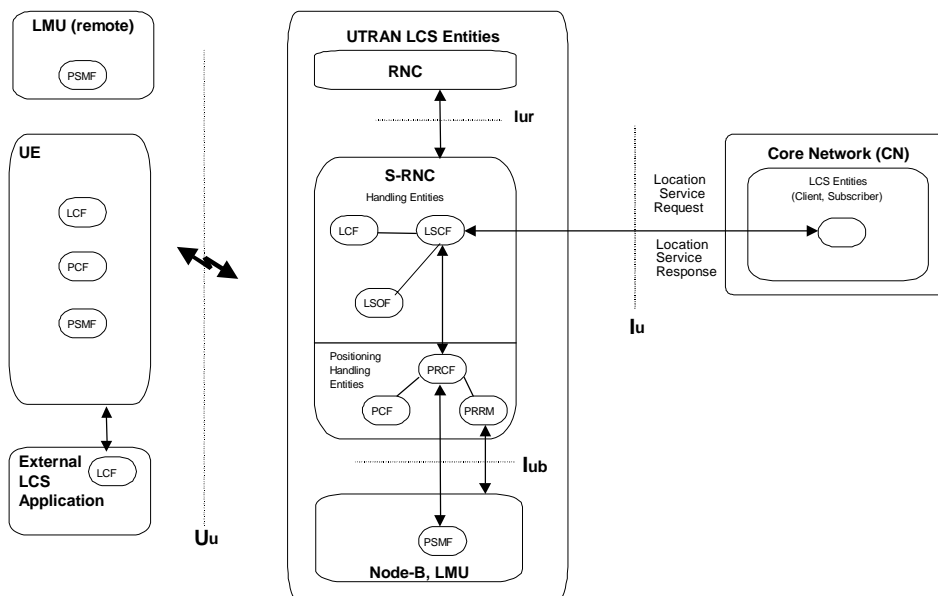 LMU (remote)
PSMF
UE
LCF
PCF
PSMF
External
LCS
Application
LCF
Uu
UTRAN LCS Entities
RNC
Iur
S-RNC
Handling Entities
LCF
LSCF
LSOF
Positioning
Handling
Entities
PRCF
PCF
PRRM
Iub
PSMF
Node-B, LMU
Location
Service
Request
Location
Service
Response
Iu
Core Network (CN)
LCS Entities
(Client, Subscriber)